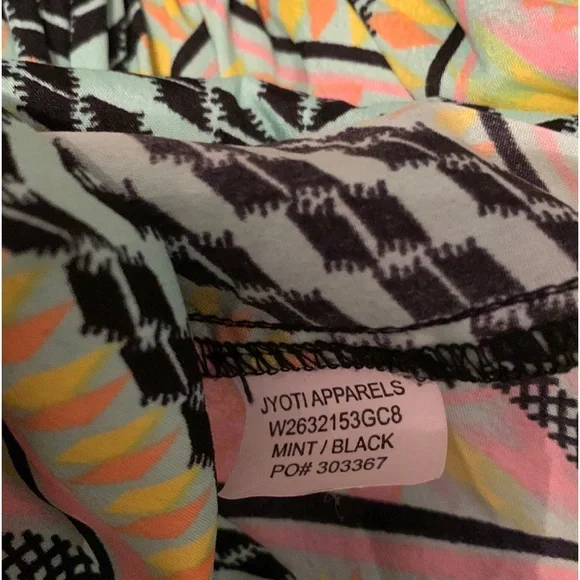 JYOTI APPARELS
W2632153GC8
MINT / BLACK
PO# 303367